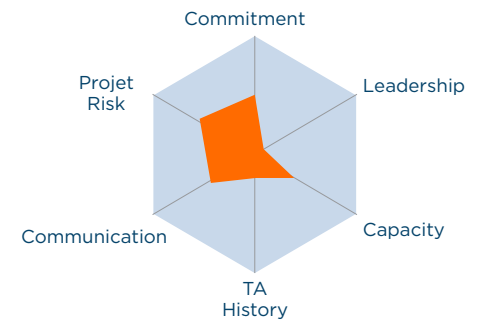 Commitment
Leadership
Capacity
TA
History
Communication
Projet
Risk